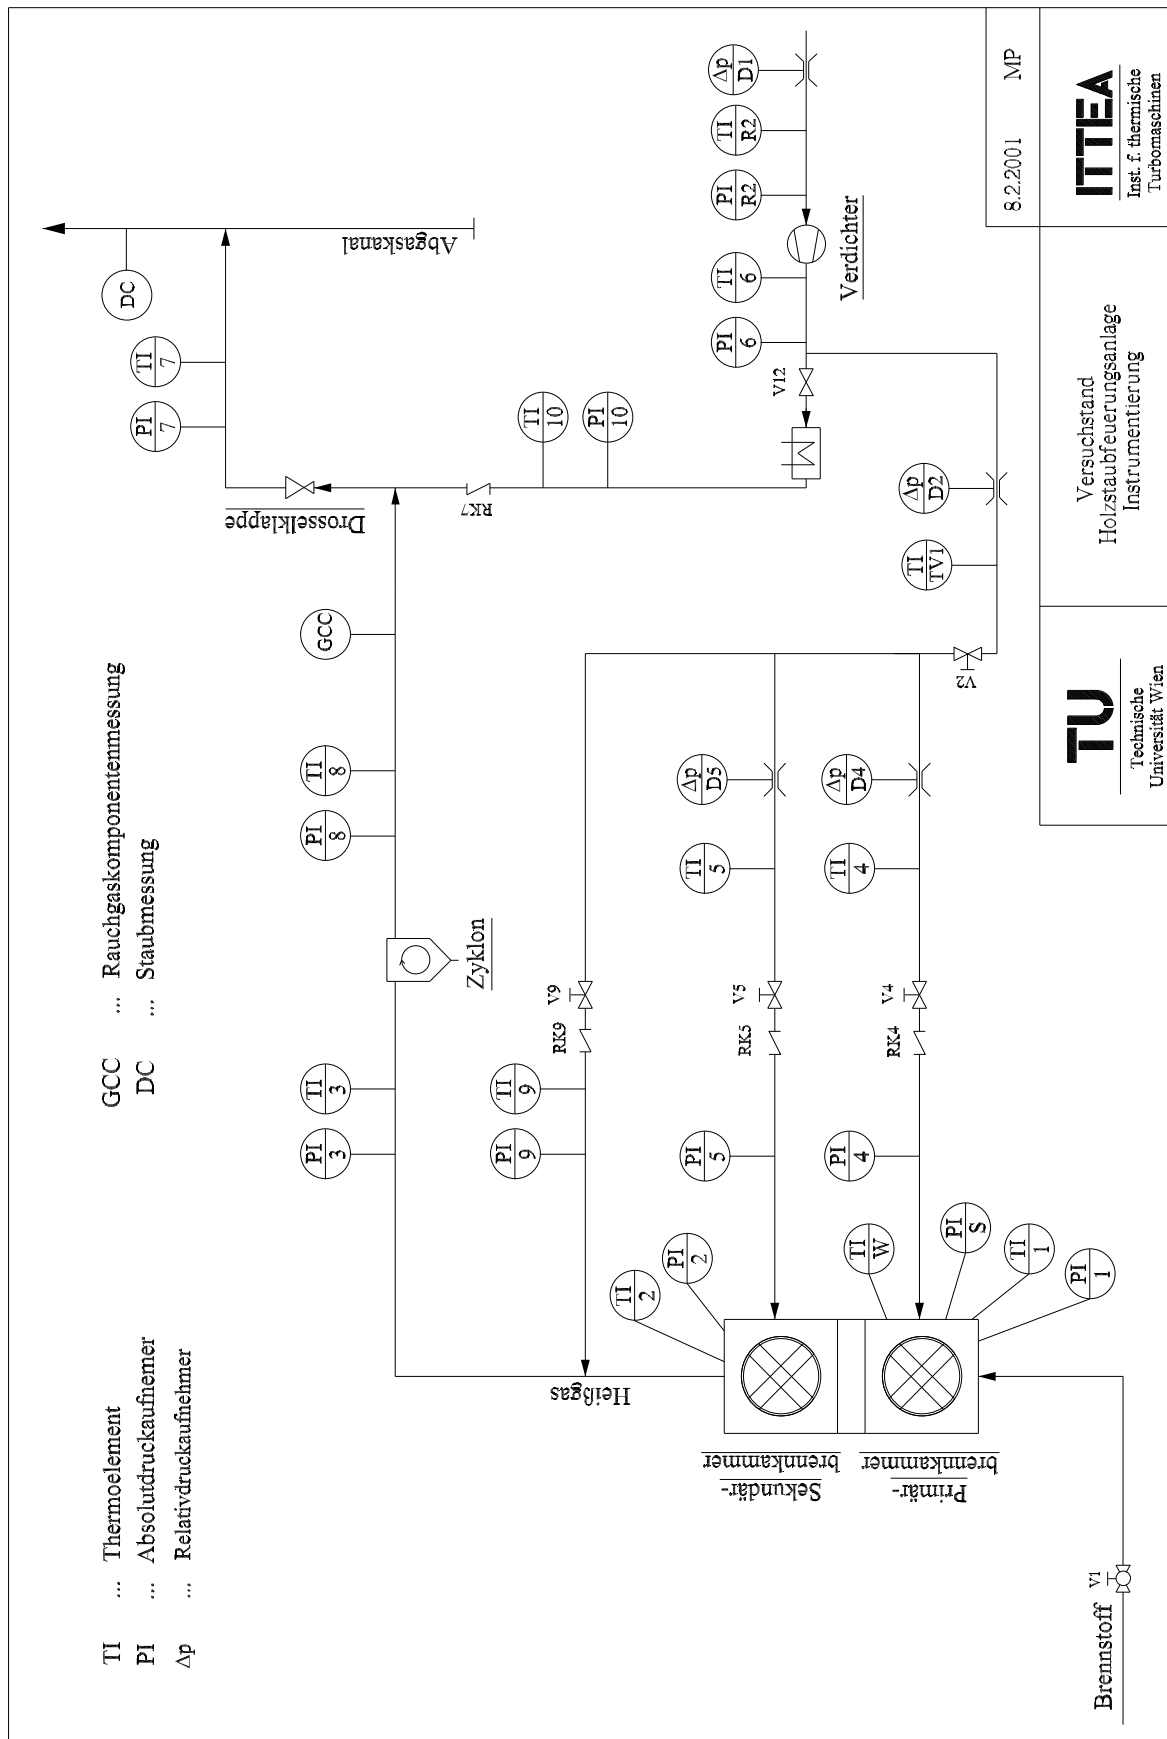 TI ... Thermoelement
PI ... Absolutdruckaufnemer
Δp ... Relativdruckaufnehmer
GCC ... Rauchgaskomponentenmessung
DC ... Staubmessung
DC
Abgaskanal
PI
7
TI
7
Drosselklappe
RK7
TI
10
PI
10
PI
3
TI
3
Zyklon
PI
8
TI
8
GCC
PI
9
TI
9
RK9
V9
Heißgas
TI
2
PI
2
PI
5
RK5
V5
TI
5
Δp
D5
Sekundär-
brennkammer
TI
W
PI
4
RK4
V4
TI
4
Δp
D4
Primär-
brennkammer
PI
S
TI
1
PI
1
V2
TI
TV1
Δp
D2
V12
PI
6
TI
6
Verdichter
PI
R2
TI
R2
Δp
D1
Brennstoff
V1
TU
Technische
Universität Wien
Versuchstand
Holzstaubfeuerungsanlage
Instrumentierung
8.2.2001 MP
ITTEA
Inst. f. thermische
Turbomaschinen